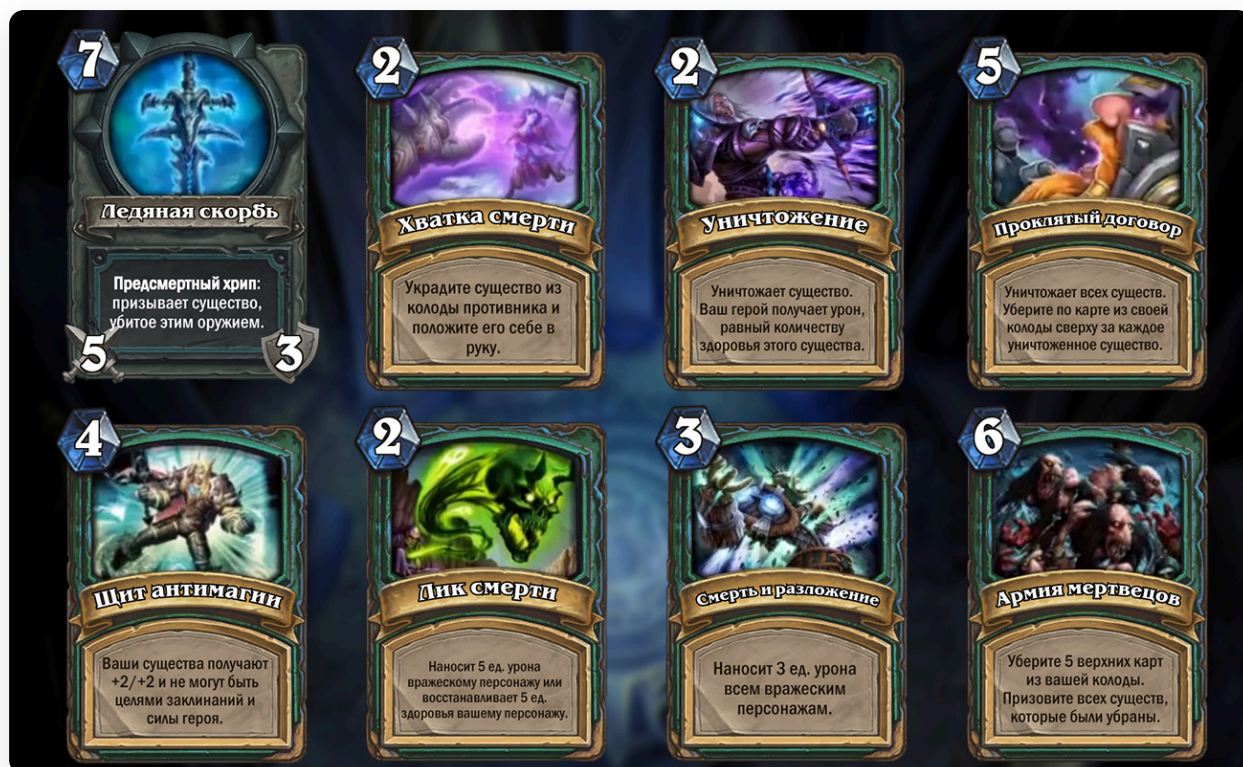 7
Ледяная скорбь
Предсмертный хрип:
призывает существо,
убитое этим оружием.
5
3
2
Хватка смерти
Украдите существо из
колоды противника и
положите его себе в
руку.
2
Уничтожение
Уничтожает существо.
Ваш герой получает урон,
равный количеству
здоровья этого существа.
5
Проклятый договор
Уничтожает всех существ.
Уберите по карте из своей
колоды сверху за каждое
уничтоженное существо.
4
Щит антимагии
Ваши существа получают
+2/+2 и не могут быть
целями заклинаний и
силы героя.
2
Лик смерти
Наносит 5 ед. урона
вражескому персонажу или
восстанавливает 5 ед.
здоровья вашему персонажу.
3
Смерть и разложение
Наносит 3 ед. урона
всем вражеским
персонажам.
6
Армия мертвецов
Уберите 5 верхних карт
из вашей колоды.
Призовите всех существ,
которые были убраны.